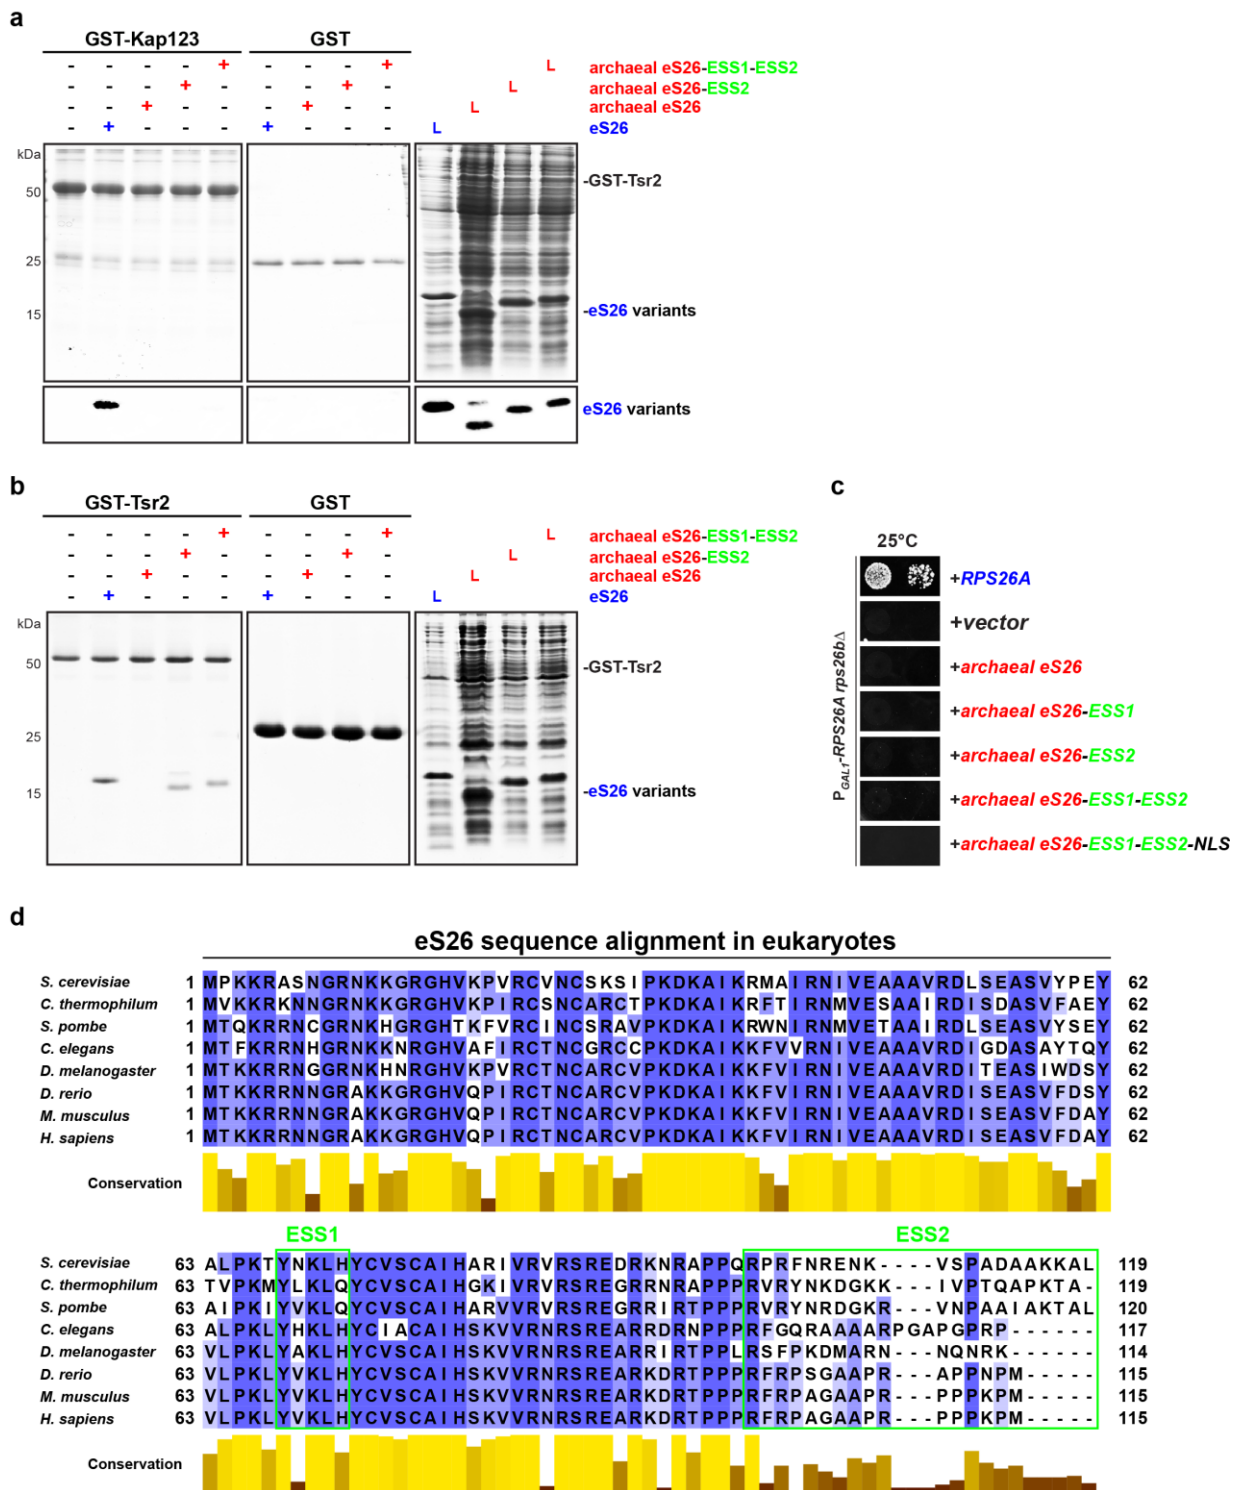 a
GST-Kap123 GST
- - - - + - - - + L archaeal eS26-ESS1-ESS2
- - - + - - - + - L archaeal eS26-ESS2
- - + - - - + - - L archaeal eS26
- + - - - + - - - L eS26
kDa
50
25
15
-GST-Tsr2
-eS26 variants
eS26 variants
b
GST-Tsr2 GST
- - - - + - - - + L archaeal eS26-ESS1-ESS2
- - - + - - - + - L archaeal eS26-ESS2
- - + - - - + - - L archaeal eS26
- + - - - + - - - L eS26
kDa
50
25
15
-GST-Tsr2
-eS26 variants
c
25°C
PGAL1-RPS26A rps26bΔ
+RPS26A
+vector
+archaeal eS26
+archaeal eS26-ESS1
+archaeal eS26-ESS2
+archaeal eS26-ESS1-ESS2
+archaeal eS26-ESS1-ESS2-NLS
d
eS26 sequence alignment in eukaryotes
S. cerevisiae 1 MPKKRASNGRNKKGRGHVKPVRCVNCSKSIPKDKAIKRMAIRNIVEAAAVRDLSEASVYPEY 62
C. thermophilum 1 MVKKRKNNGRNKKGRGHVKPIRCSNCARCTPKDKAIKRFTIRNMVESAAIRDISDASVFAEY 62
S. pombe 1 MTQKRRNCGRNKHGRGHTKFVRCINCSRAVPKDKAIKRWNIRNMVETAAIRDLSEASVYSEY 62
C. elegans 1 MTFKRRNHGRNKKNRGHVAFIRCTNCGRCCPKDKAIKKFVVRNIVEAAAVRDIGDASAYTQY 62
D. melanogaster 1 MTKKRRNGGRNKHNRGHVKPVRCTNCARCVPKDKAIKKFVIRNIVEAAAVRDITEASIWDSY 62
D. rerio 1 MTKKRRNNGRAKKGRGHVQPIRCTNCARCVPKDKAIKKFVIRNIVEAAAVRDISEASVFDSY 62
M. musculus 1 MTKKRRNNGRAKKGRGHVQPIRCTNCARCVPKDKAIKKFVIRNIVEAAAVRDISEASVFDAY 62
H. sapiens 1 MTKKRRNNGRAKKGRGHVQPIRCTNCARCVPKDKAIKKFVIRNIVEAAAVRDISEASVFDAY 62
Conservation
ESS1 ESS2
S. cerevisiae 63 ALPKTYNKLHYCVSCAIHARIVRVRSREDRKNRAPPQRPRFNRENK----VSPADAAKKAL 119
C. thermophilum 63 TVPKMYLKLQYCVSCAIHGKIVRVRSREGRRNRAPPPRVRYNKDGKK---IVPTQAPKTA- 119
S. pombe 63 AIPKIYVKLQYCVSCAIHARVVRVRSREGRRIRTPPPRVRYNRDGKR---VNPAAIAKTAL 120
C. elegans 63 ALPKLYHKLHYCIACAIHSKVVRNRSREARRDRNPPPRFGQRAAAARPGAPGPRP------ 117
D. melanogaster 63 VLPKLYAKLHYCVSCAIHSKVVRNRSREARRIRTPPLRSFPKDMARN---NQNRK------ 114
D. rerio 63 VLPKLYVKLHYCVSCAIHSKVVRNRSREARKDRTPPPRFRPSGAAPR---APPNPM----- 115
M. musculus 63 VLPKLYVKLHYCVSCAIHSKVVRNRSREARKDRTPPPRFRPAGAAPR---PPPKPM----- 115
H. sapiens 63 VLPKLYVKLHYCVSCAIHSKVVRNRSREARKDRTPPPRFRPAGAAPR---PPPKPM----- 115
Conservation